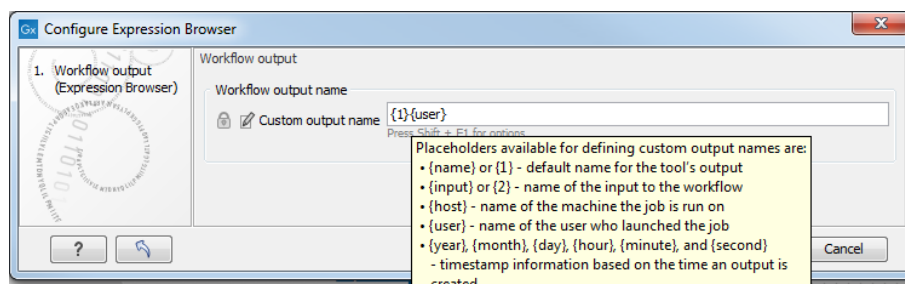 Gx Configure Expression Browser
1. Workflow output
(Expression Browser)
Workflow output
Workflow output name
Custom output name {1}{user}
Press Shift + F1 for options
Placeholders available for defining custom output names are:
• {name} or {1} - default name for the tool's output
• {input} or {2} - name of the input to the workflow
• {host} - name of the machine the job is run on
• {user} - name of the user who launched the job
• {year}, {month}, {day}, {hour}, {minute}, and {second}
- timestamp information based on the time an output is
created
? Cancel